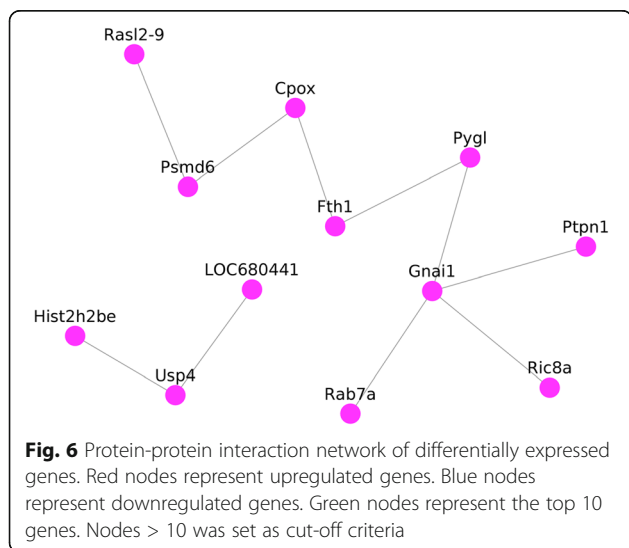 Rasl2-9
Cpox
Pygl
Psmd6
Fth1
Ptpn1
LOC680441
Gnai1
Hist2h2be
Usp4
Rab7a
Ric8a
Fig. 6 Protein-protein interaction network of differentially expressed
genes. Red nodes represent upregulated genes. Blue nodes
represent downregulated genes. Green nodes represent the top 10
genes. Nodes > 10 was set as cut-off criteria